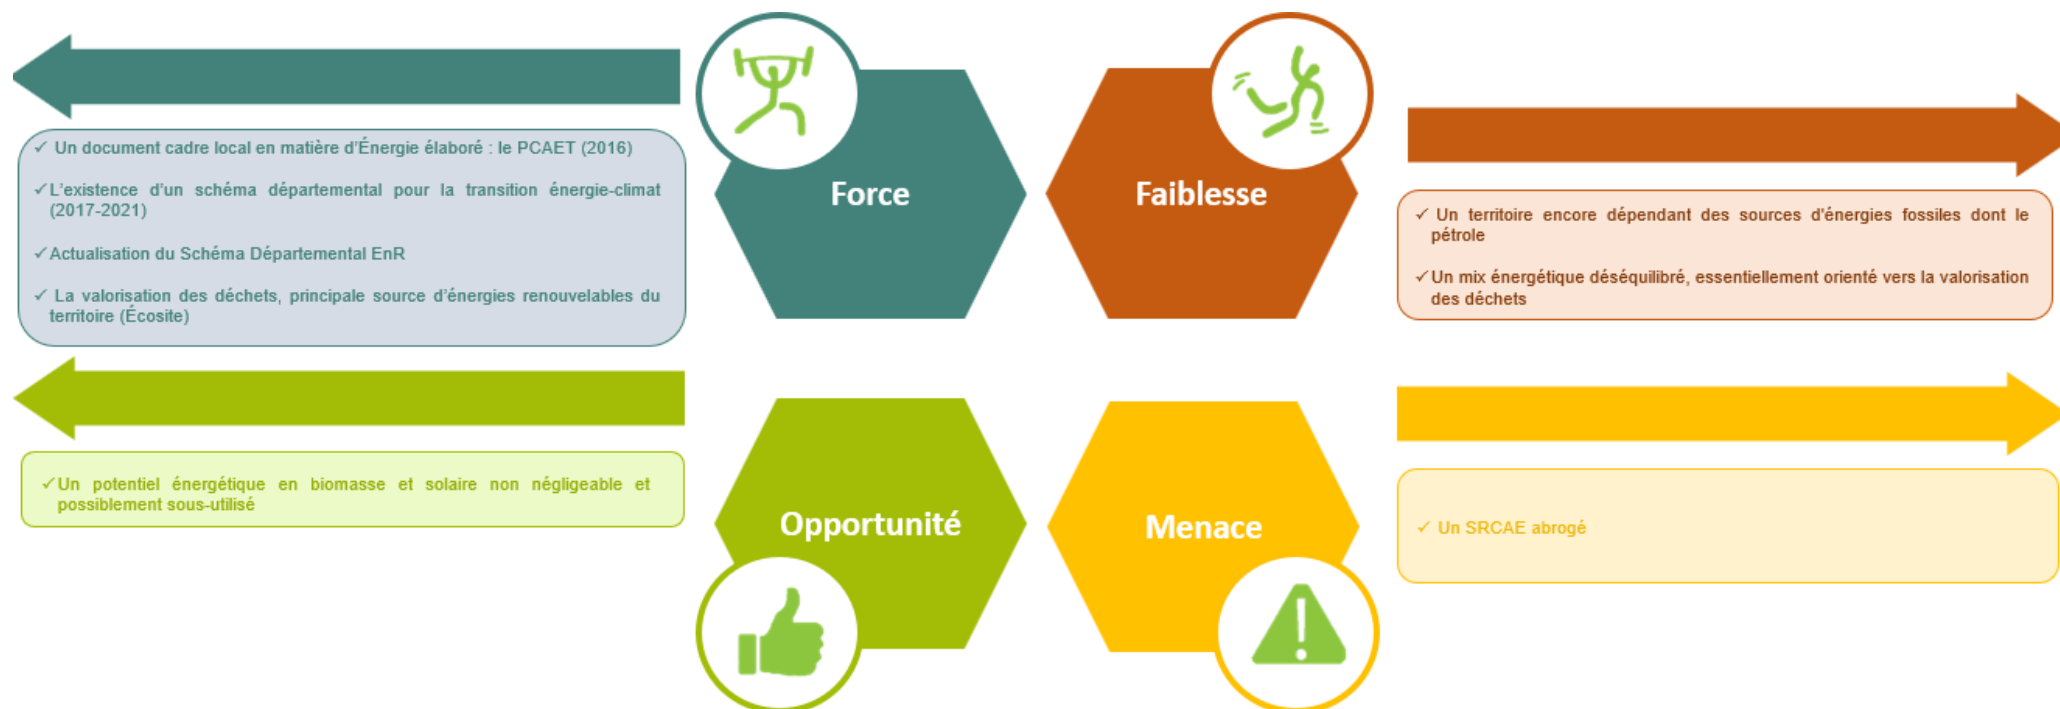 Force
✓ Un document cadre local en matière d'Énergie élaboré : le PCAET (2016)
✓ L'existence d'un schéma départemental pour la transition énergie-climat
(2017-2021)
✓ Actualisation du Schéma Départemental EnR
✓ La valorisation des déchets, principale source d'énergies renouvelables du
territoire (Écosite)
Faiblesse
✓ Un territoire encore dépendant des sources d'énergies fossiles dont le
pétrole
✓ Un mix énergétique déséquilibré, essentiellement orienté vers la valorisation
des déchets
Opportunité
✓ Un potentiel énergétique en biomasse et solaire non négligeable et
possiblement sous-utilisé
Menace
✓ Un SRCAE abrogé